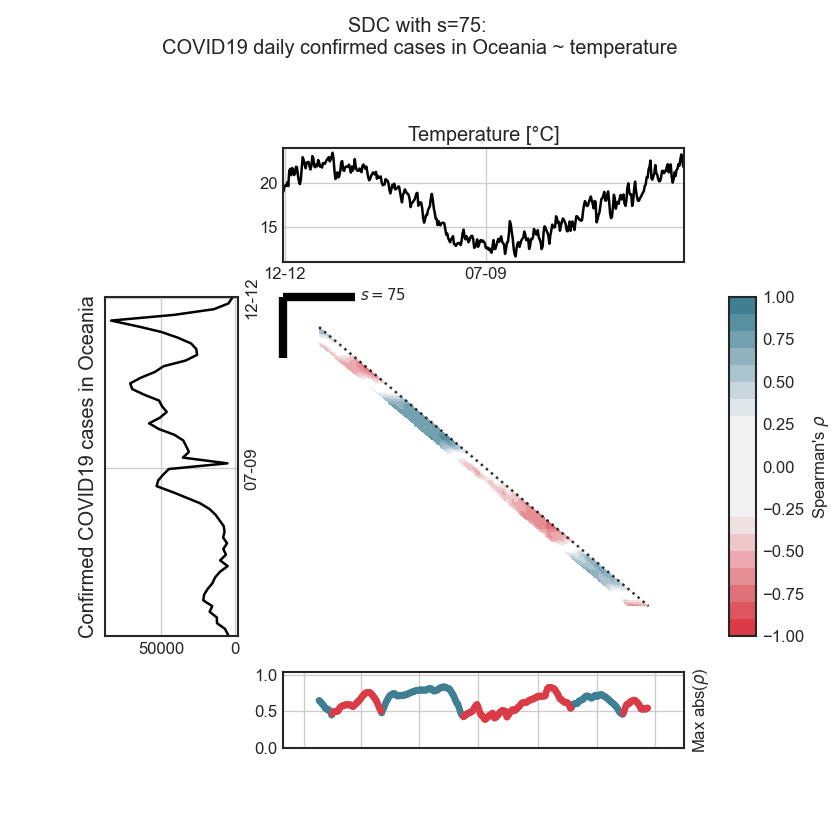 SDC with s=75:
COVID19 daily confirmed cases in Oceania ~ temperature
Temperature [°C]
20
15
12-12
07-09
s = 75
Confirmed COVID19 cases in Oceania
12-12
07-09
50000
0
1.00
0.75
0.50
0.25
0.00
−0.25
−0.50
−0.75
−1.00
Spearman's ρ
1.0
0.5
0.0
Max abs(ρ)